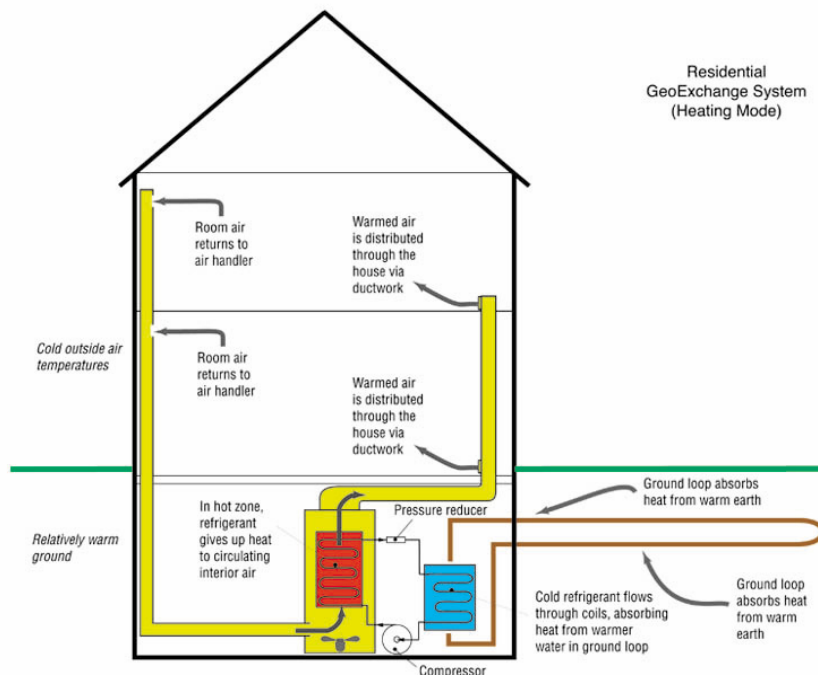 Residential
GeoExchange System
(Heating Mode)
Room air
returns to
air handler
Warmed air
is distributed
through the
house via
ductwork
Cold outside air
temperatures
Room air
returns to
air handler
Warmed air
is distributed
through the
house via
ductwork
Ground loop absorbs
heat from warm earth
Relatively warm
ground
In hot zone,
refrigerant
gives up heat
to circulating
interior air
Pressure reducer
Cold refrigerant flows
through coils, absorbing
heat from warmer
water in ground loop
Ground loop
absorbs heat
from warm
earth
Compressor